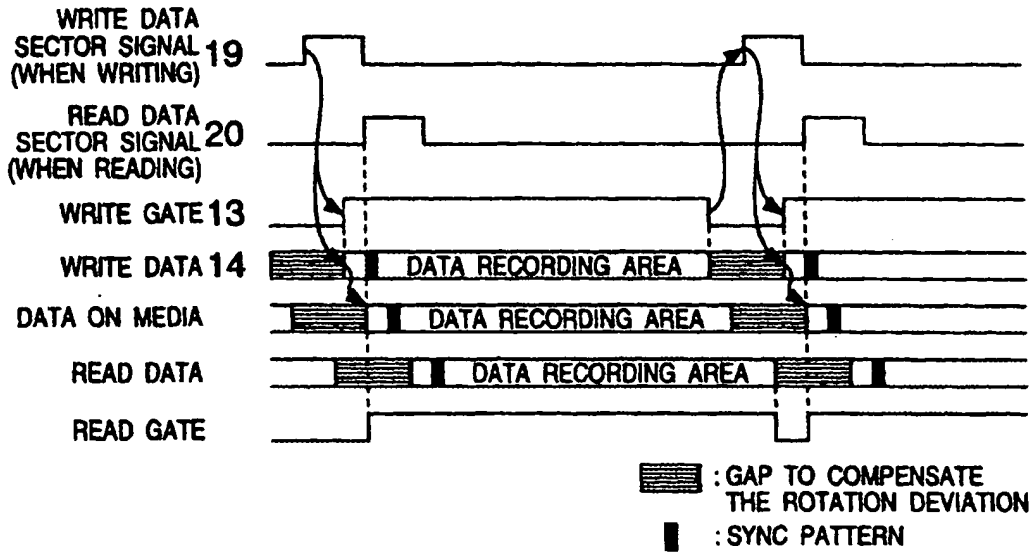 WRITE DATA
SECTOR SIGNAL 19
(WHEN WRITING)
READ DATA
SECTOR SIGNAL 20
(WHEN READING)
WRITE GATE 13
WRITE DATA 14 DATA RECORDING AREA
DATA ON MEDIA DATA RECORDING AREA
READ DATA DATA RECORDING AREA
READ GATE
: GAP TO COMPENSATE
THE ROTATION DEVIATION
: SYNC PATTERN